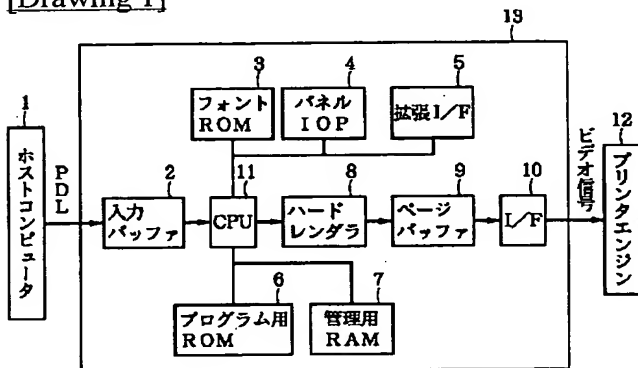 [Drawing 1]
13
3
4
5
フォント
ROM
パネル
IOP
拡張I/F
1
ホストコンピュータ
PDL
2
入力
バッファ
11
CPU
8
ハード
レンダラ
9
ページ
バッファ
10
I/F
ビデオ信号
12
プリンタエンジン
6
プログラム用
ROM
7
管理用
RAM